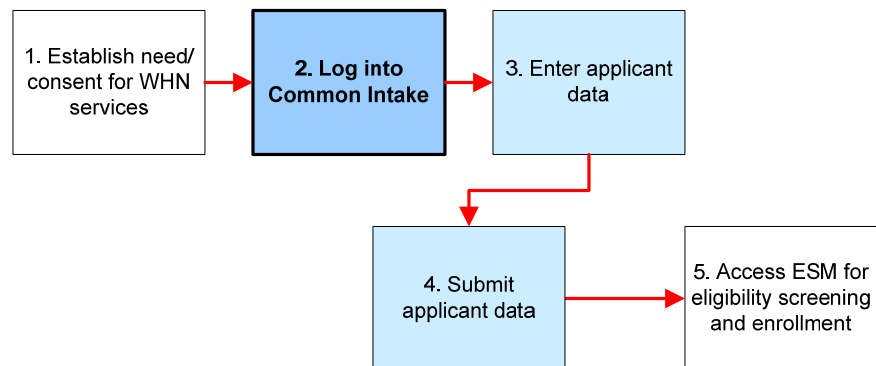 1. Establish need/
consent for WHN
services
2. Log into
Common Intake
3. Enter applicant
data
4. Submit
applicant data
5. Access ESM for
eligibility screening
and enrollment